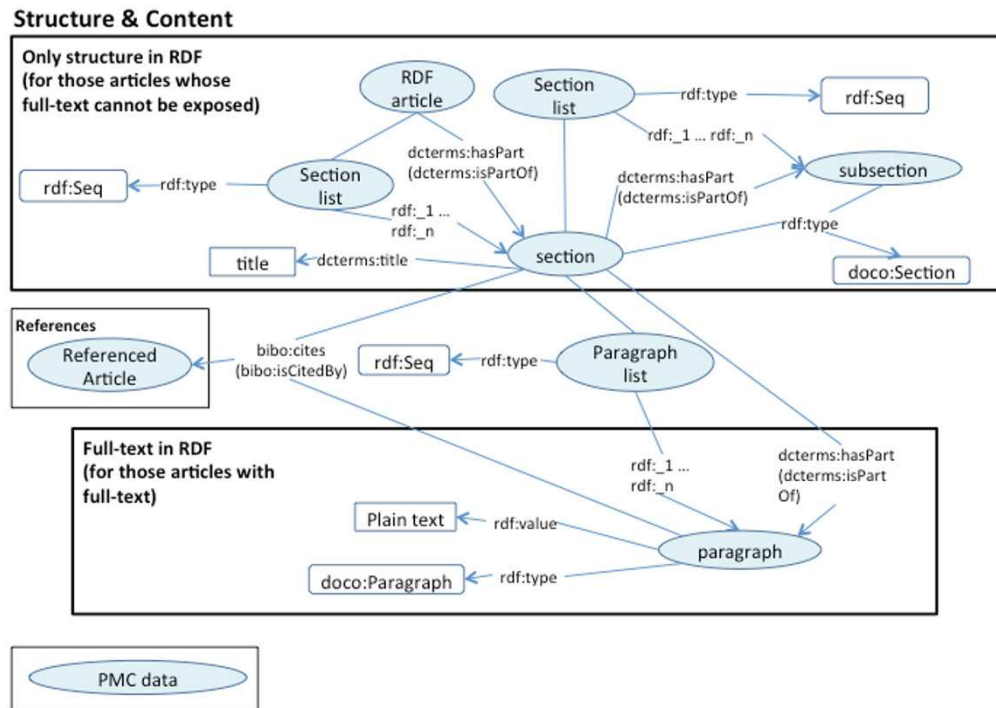 Structure & Content
Only structure in RDF
(for those articles whose
full-text cannot be exposed)
RDF
article
Section
list
rdf:type
rdf:Seq
rdf:_1 ... rdf:_n
dcterms:hasPart
(dcterms:isPartOf)
dcterms:hasPart
(dcterms:isPartOf)
subsection
rdf:Seq
rdf:type
Section
list
rdf:_1 ...
rdf:_n
rdf:type
title
dcterms:title
section
doco:Section
References
Referenced
Article
bibo:cites
(bibo:isCitedBy)
rdf:Seq
rdf:type
Paragraph
list
Full-text in RDF
(for those articles with
full-text)
rdf:_1 ...
rdf:_n
dcterms:hasPart
(dcterms:isPart
Of)
Plain text
rdf:value
paragraph
doco:Paragraph
rdf:type
PMC data